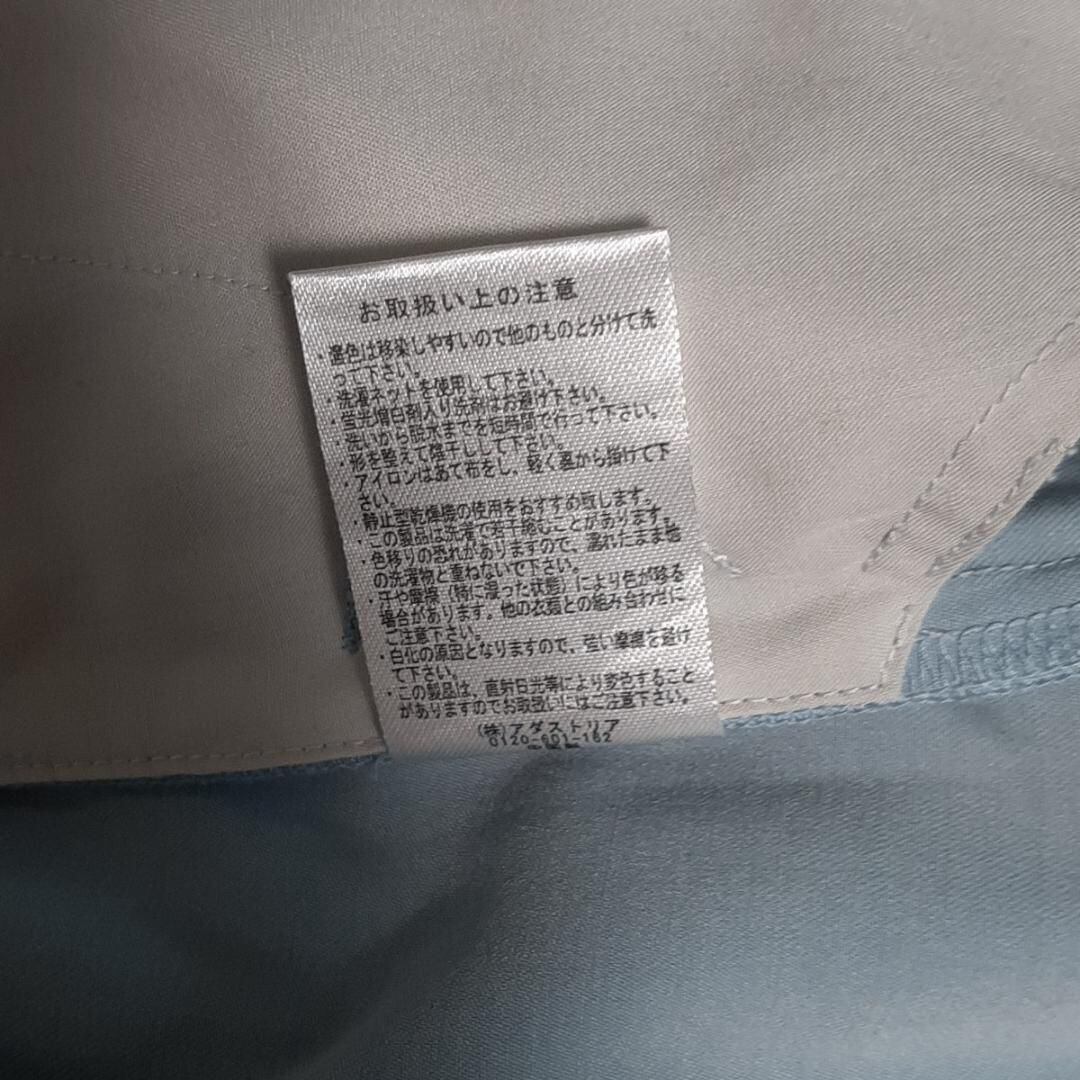 お取扱い上の注意
・濃色は移染しやすいので他のものと分けて洗
って下さい。
・洗濯ネットを使用して下さい。
・蛍光増白剤入り洗剤はお避け下さい。
・洗いから脱水までを短時間で行って下さい。
・形を整えて陰干しして下さい。
・アイロンはあて布をし、軽く裏から掛けて下
さい。
・静止型乾燥機の使用をおすすめ致します。
・この製品は洗濯で若干縮むことがあります。
・色移りの恐れがありますので、濡れたまま他
の洗濯物と重ねないで下さい。
・汗や摩擦（特に湿った状態）により色が移る
場合があります。他の衣類との組み合わせに
ご注意下さい。
・白化の原因となりますので、強い摩擦を避け
て下さい。
・この製品は、直射日光等により変色すること
がありますのでお取扱いにはご注意下さい。
(株)アダストリア
0120-601-162